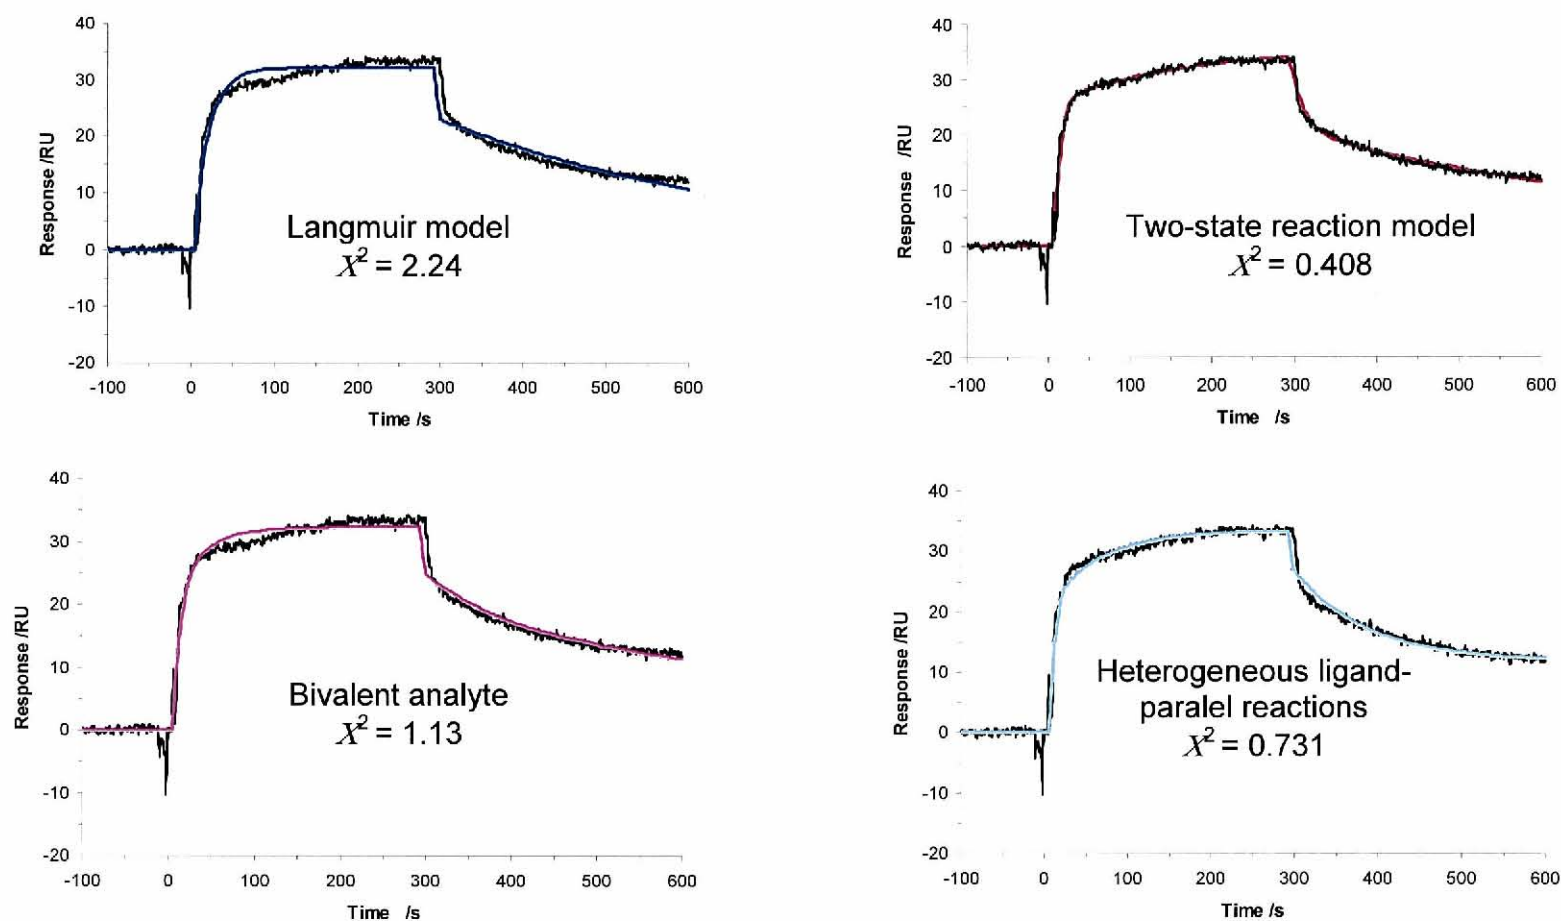 40
30
20
10
0
-10
-20
Response /RU
Langmuir model
X² = 2.24
-100 0 100 200 300 400 500 600
Time /s
40
30
20
10
0
-10
-20
Response /RU
Two-state reaction model
X² = 0.408
-100 0 100 200 300 400 500 600
Time /s
40
30
20
10
0
-10
-20
Response /RU
Bivalent analyte
X² = 1.13
-100 0 100 200 300 400 500 600
Time /s
40
30
20
10
0
-10
-20
Response /RU
Heterogeneous ligand-
paralel reactions
X² = 0.731
-100 0 100 200 300 400 500 600
Time /s